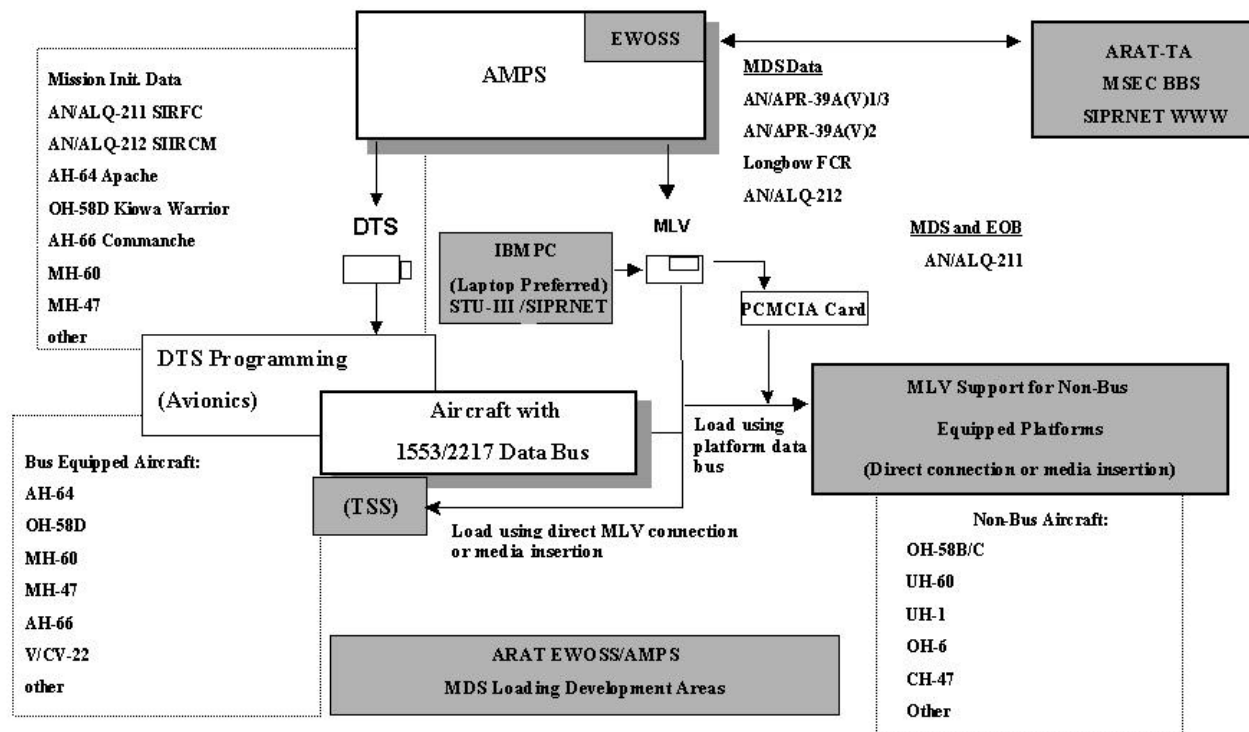 EWOSS
AMPS
ARAT-TA
MSEC BBS
SIPRNET WWW
Mission Init. Data
AN/ALQ-211 SIRFC
AN/ALQ-212 SIIRCM
AH-64 Apache
OH-58D Kiowa Warrior
AH-66 Commanche
MH-60
MH-47
other
MDS Data
AN/APR-39A(V)1/3
AN/APR-39A(V)2
Longbow FCR
AN/ALQ-212
MDS and EOB
AN/ALQ-211
DTS
MLV
IBM PC
(Laptop Preferred)
STU-III /SIPRNET
PCMCIA Card
DTS Programming
(Avionics)
Aircraft with
1553/2217 Data Bus
(TSS)
Load using
platform data
bus
MLV Support for Non-Bus
Equipped Platforms
(Direct connection or media insertion)
Load using direct MLV connection
or media insertion
Bus Equipped Aircraft:
AH-64
OH-58D
MH-60
MH-47
AH-66
V/CV-22
other
Non-Bus Aircraft:
OH-58B/C
UH-60
UH-1
OH-6
CH-47
Other
ARAT EWOSS/AMPS
MDS Loading Development Areas